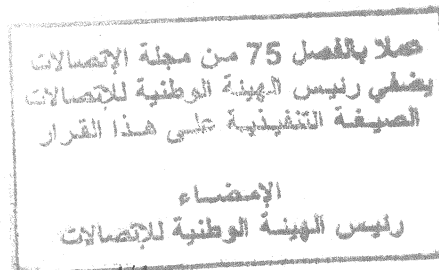 عملا بالفصل 75 من مجلة الإتصالات
يضفي رئيس الهيئة الوطنية للإتصالات
الصيغة التنفيذية على هذا القرار
الإمضاء
رئيس الهيئة الوطنية للإتصالات